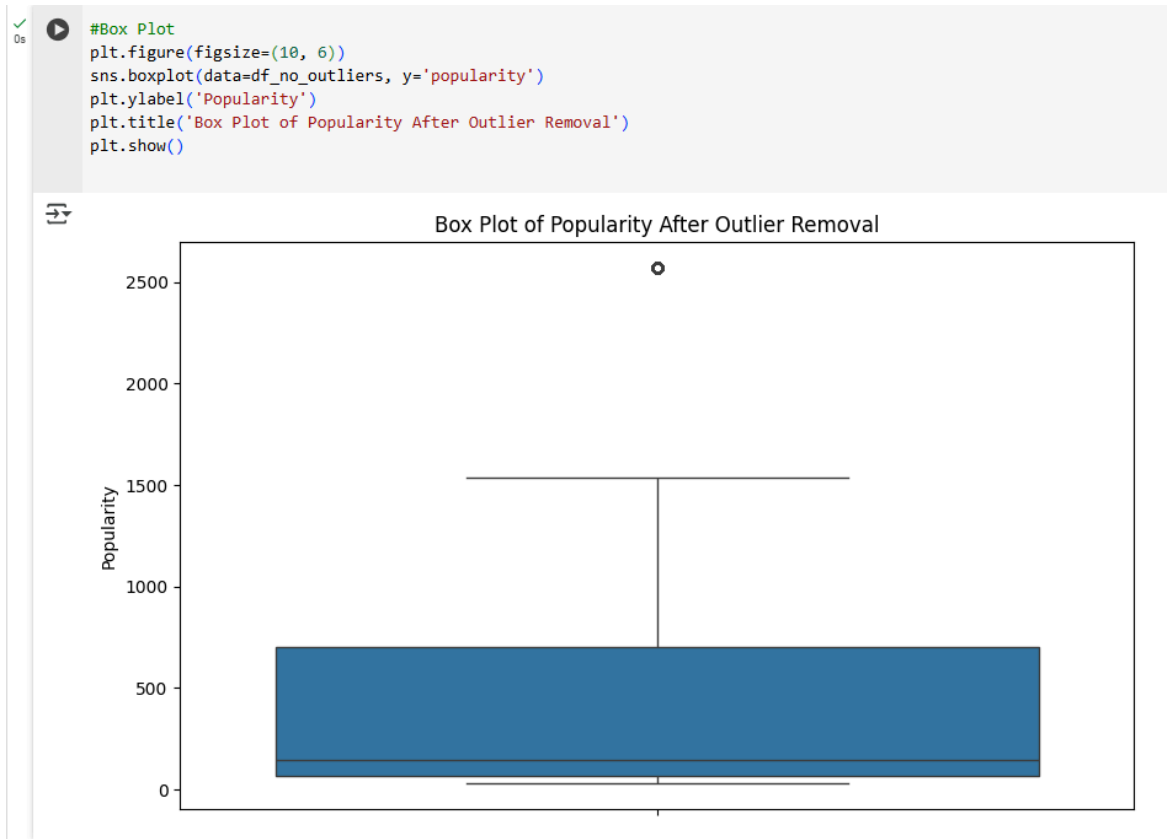 0s
#Box Plot
plt.figure(figsize=(10, 6))
sns.boxplot(data=df_no_outliers, y='popularity')
plt.ylabel('Popularity')
plt.title('Box Plot of Popularity After Outlier Removal')
plt.show()
Box Plot of Popularity After Outlier Removal
2500
2000
1500
1000
500
0
Popularity